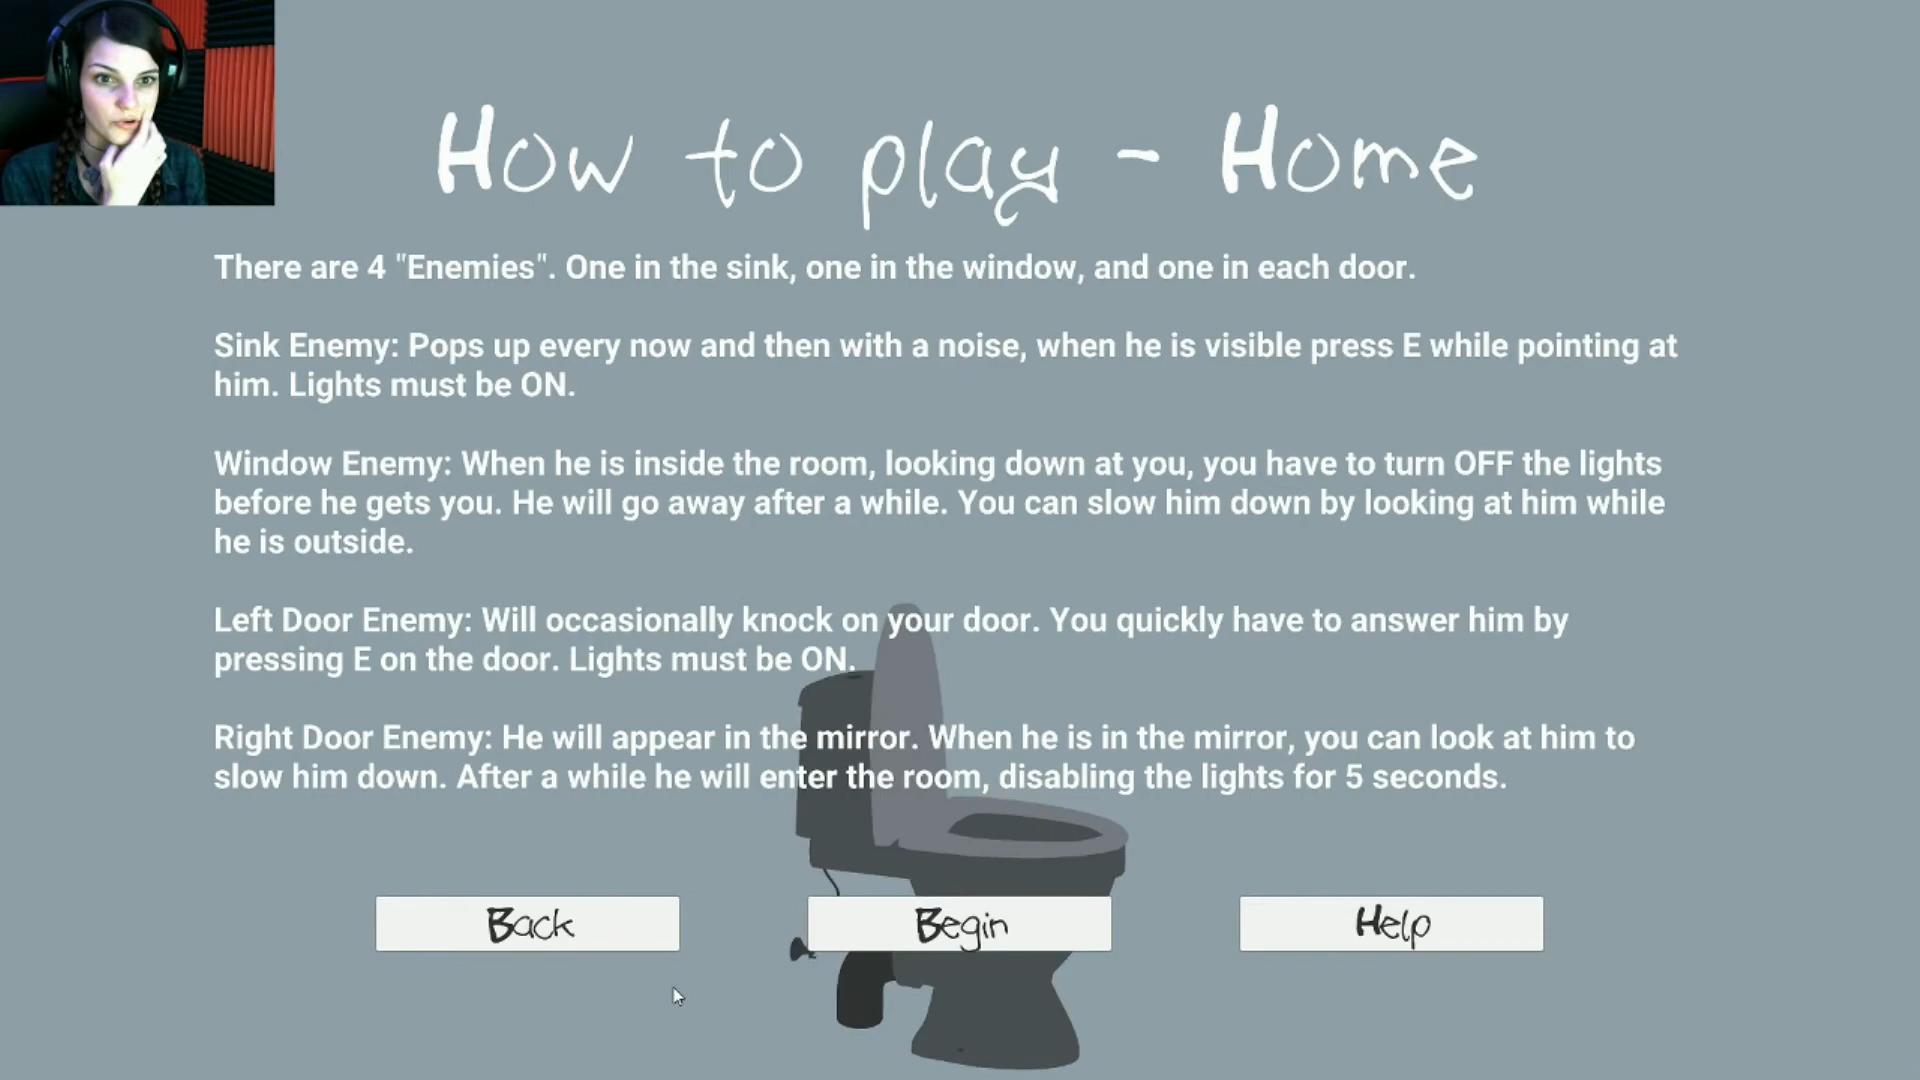 How to play - Home
There are 4 "Enemies". One in the sink, one in the window, and one in each door.
Sink Enemy: Pops up every now and then with a noise, when he is visible press E while pointing at
him. Lights must be ON.
Window Enemy: When he is inside the room, looking down at you, you have to turn OFF the lights
before he gets you. He will go away after a while. You can slow him down by looking at him while
he is outside.
Left Door Enemy: Will occasionally knock on your door. You quickly have to answer him by
pressing E on the door. Lights must be ON.
Right Door Enemy: He will appear in the mirror. When he is in the mirror, you can look at him to
slow him down. After a while he will enter the room, disabling the lights for 5 seconds.
Back
Begin
Help